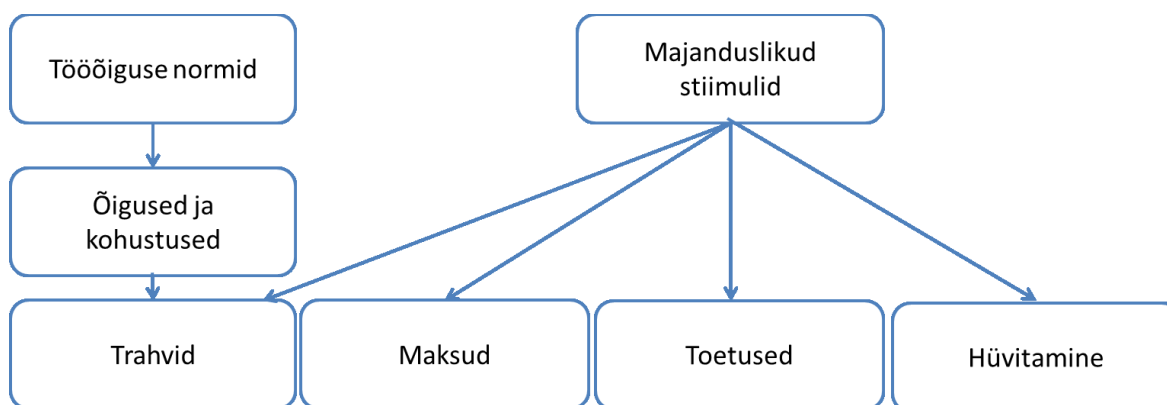 Tööõiguse normid
Majanduslikud
stiimulid
Õigused ja
kohustused
Trahvid
Maksud
Toetused
Hüvitamine